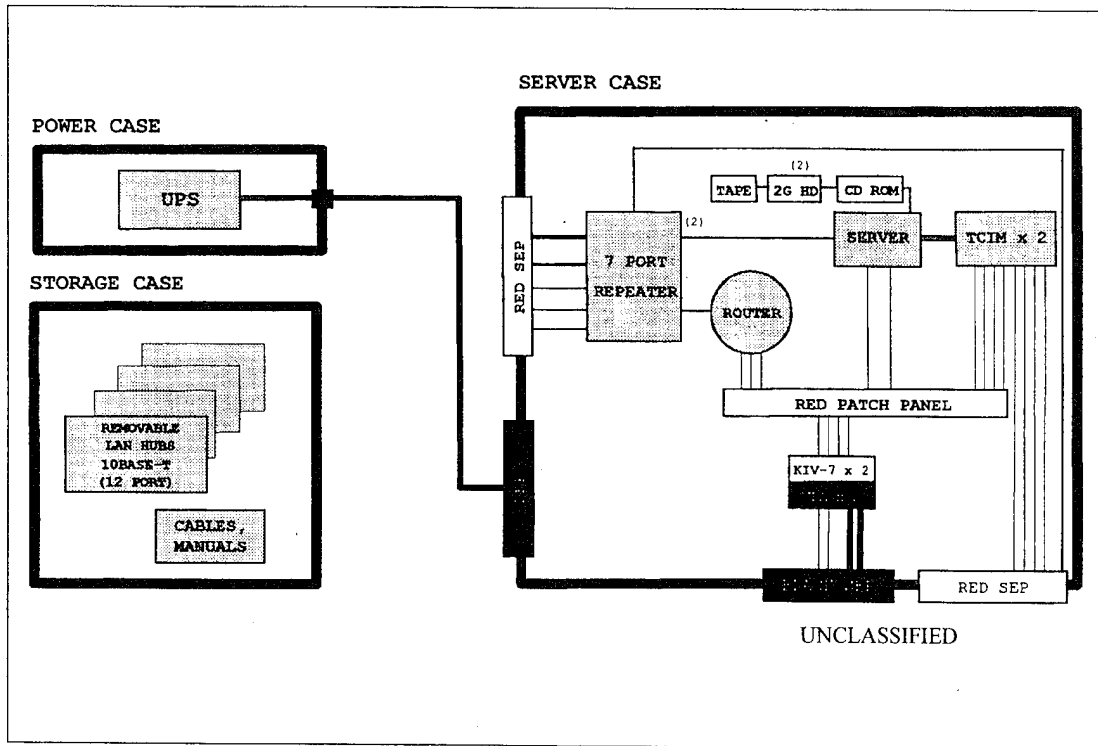 SERVER CASE
POWER CASE
UPS
STORAGE CASE
REMOVABLE
LAN HUBS
10BASE-T
(12 PORT)
CABLES,
MANUALS
RED SEP
7 PORT
REPEATER
(2)
(2)
TAPE
2G HD
CD ROM
SERVER
TCIM x 2
ROUTER
RED PATCH PANEL
KIV-7 x 2
RED SEP
UNCLASSIFIED